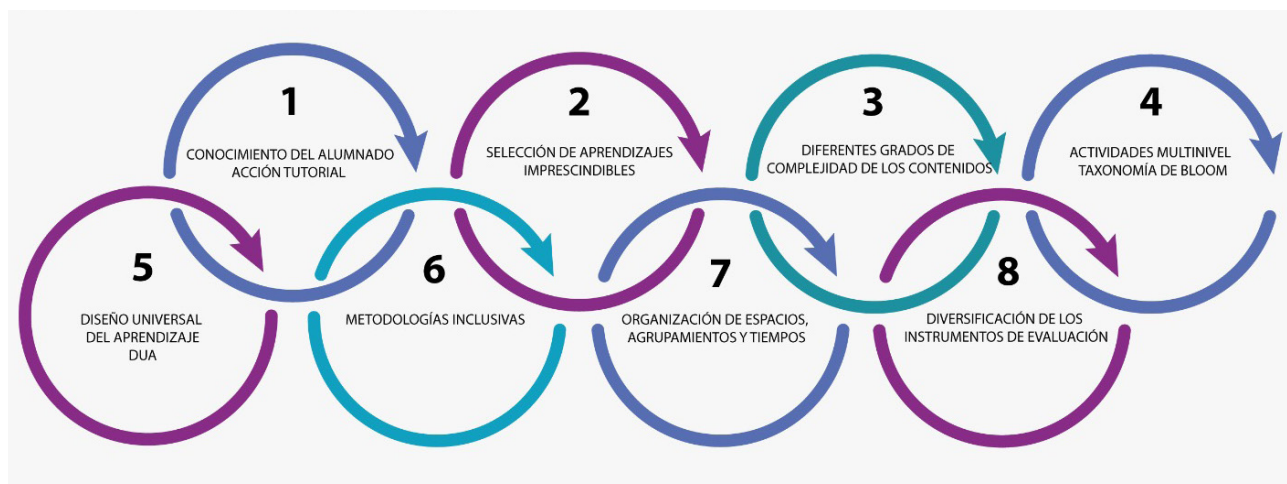 1
CONOCIMIENTO DEL ALUMNADO
ACCIÓN TUTORIAL
2
SELECCIÓN DE APRENDIZAJES
IMPRESCINDIBLES
3
DIFERENTES GRADOS DE
COMPLEJIDAD DE LOS CONTENIDOS
4
ACTIVIDADES MULTINIVEL
TAXONOMÍA DE BLOOM
5
DISEÑO UNIVERSAL
DEL APRENDIZAJE
DUA
6
METODOLOGÍAS INCLUSIVAS
7
ORGANIZACIÓN DE ESPACIOS,
AGRUPAMIENTOS Y TIEMPOS
8
DIVERSIFICACIÓN DE LOS
INSTRUMENTOS DE EVALUACIÓN